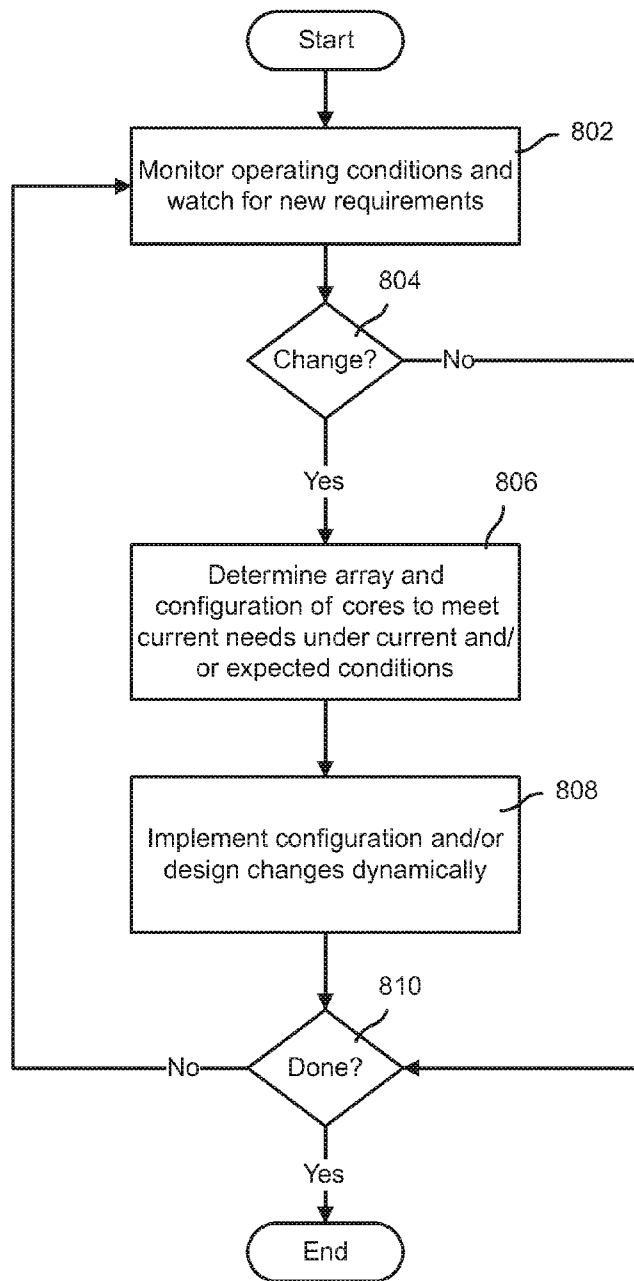 Start
802
Monitor operating conditions and
watch for new requirements
804
Change?
No
Yes
806
Determine array and
configuration of cores to meet
current needs under current and/
or expected conditions
808
Implement configuration and/or
design changes dynamically
810
Done?
No
Yes
End